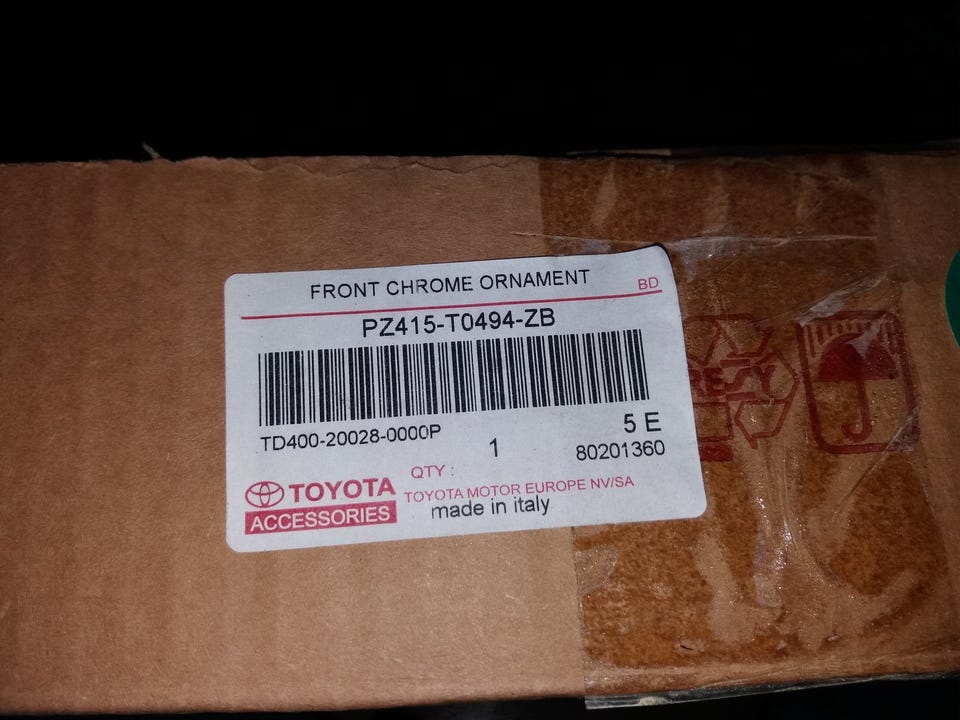 FRONT CHROME ORNAMENT
BD
PZ415-T0494-ZB
TD400-20028-0000P
1
5 E
80201360
QTY :
TOYOTA
ACCESSORIES
TOYOTA MOTOR EUROPE NV/SA
made in italy
RESY